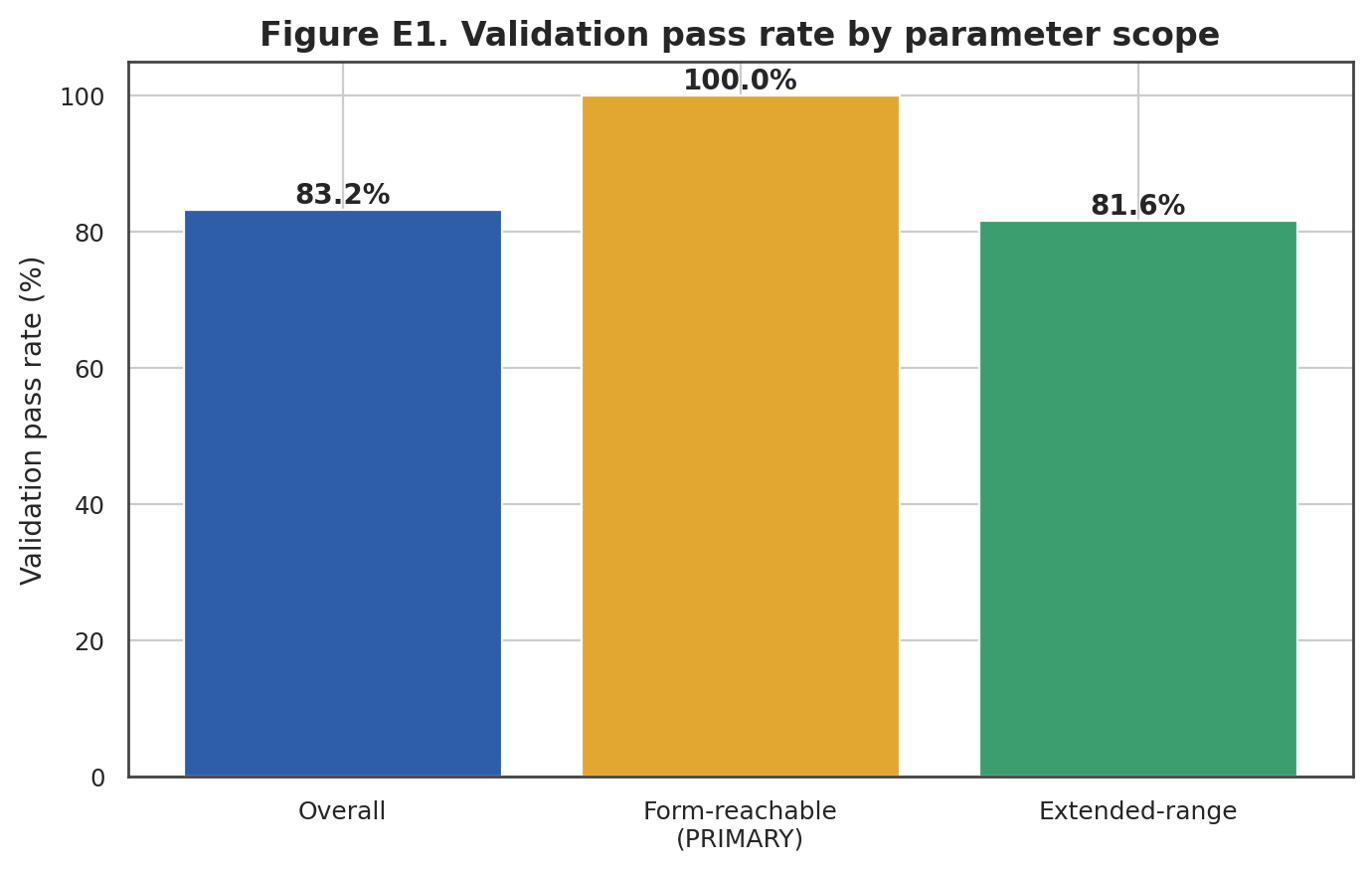 Figure E1. Validation pass rate by parameter scope
100.0%
100
83.2%
81.6%
80
60
40
20
0
Validation pass rate (%)
Overall
Form-reachable
(PRIMARY)
Extended-range